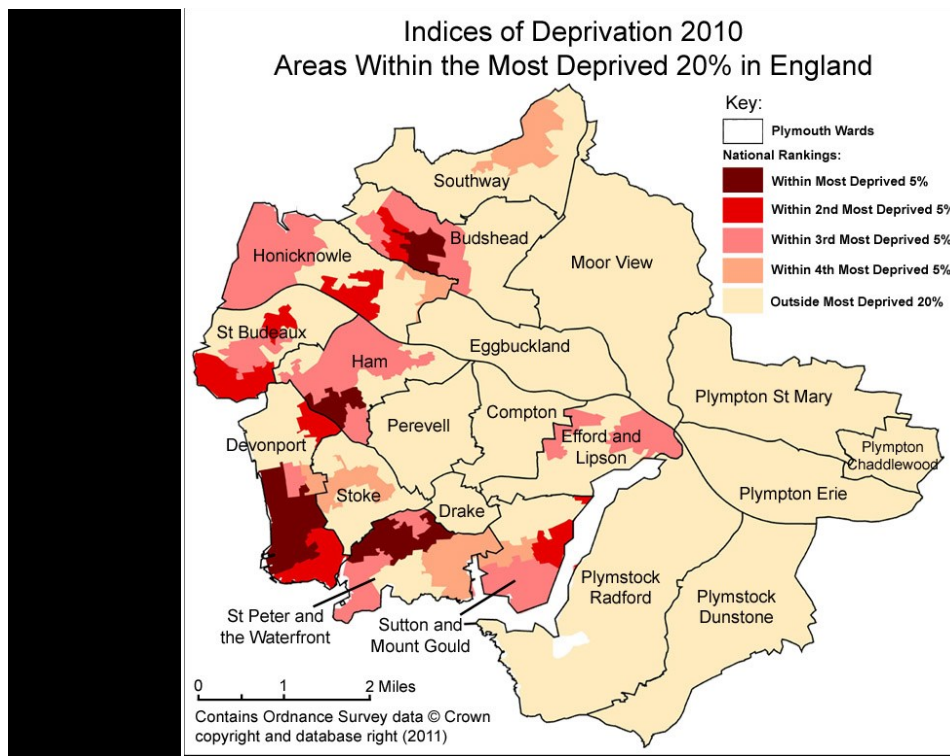 Indices of Deprivation 2010
Areas Within the Most Deprived 20% in England
Key:
Plymouth Wards
National Rankings:
Within Most Deprived 5%
Within 2nd Most Deprived 5%
Within 3rd Most Deprived 5%
Within 4th Most Deprived 5%
Outside Most Deprived 20%
Southway
Budshead
Honicknowle
Moor View
St Budeaux
Eggbuckland
Ham
Plympton St Mary
Compton
Perevell
Efford and
Lipson
Devonport
Plympton
Chaddlewood
Stoke
Plympton Erie
Drake
Plymstock
Radford
Plymstock
Dunstone
St Peter and
the Waterfront
Sutton and
Mount Gould
0 1 2 Miles
Contains Ordnance Survey data © Crown
copyright and database right (2011)